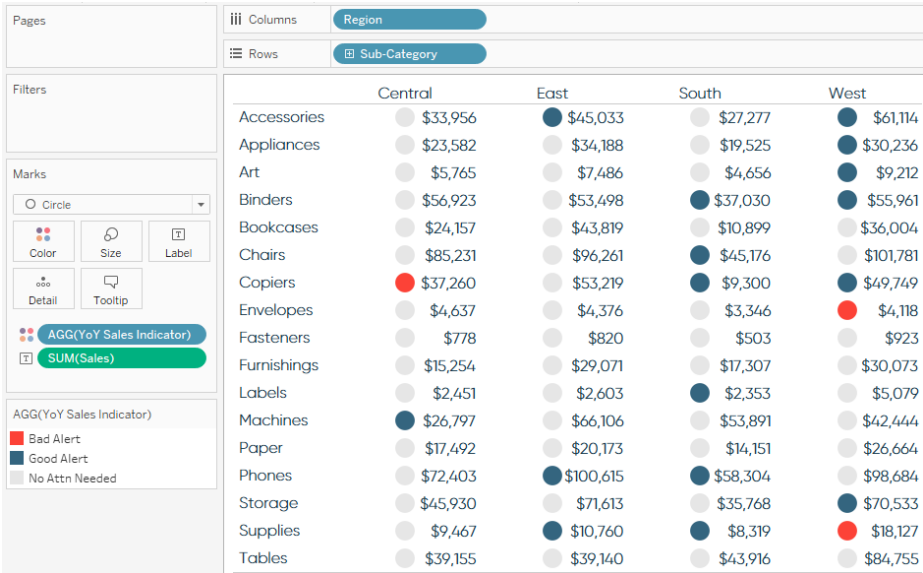 Pages
Columns Region
Rows Sub-Category
Filters
Marks
Circle
Color Size Label
Detail Tooltip
AGG(YoY Sales Indicator)
SUM(Sales)
AGG(YoY Sales Indicator)
Bad Alert
Good Alert
No Attn Needed
Central East South West
Accessories $33,956 $45,033 $27,277 $61,114
Appliances $23,582 $34,188 $19,525 $30,236
Art $5,765 $7,486 $4,656 $9,212
Binders $56,923 $53,498 $37,030 $55,961
Bookcases $24,157 $43,819 $10,899 $36,004
Chairs $85,231 $96,261 $45,176 $101,781
Copiers $37,260 $53,219 $9,300 $49,749
Envelopes $4,637 $4,376 $3,346 $4,118
Fasteners $778 $820 $503 $923
Furnishings $15,254 $29,071 $17,307 $30,073
Labels $2,451 $2,603 $2,353 $5,079
Machines $26,797 $66,106 $53,891 $42,444
Paper $17,492 $20,173 $14,151 $26,664
Phones $72,403 $100,615 $58,304 $98,684
Storage $45,930 $71,613 $35,768 $70,533
Supplies $9,467 $10,760 $8,319 $18,127
Tables $39,155 $39,140 $43,916 $84,755